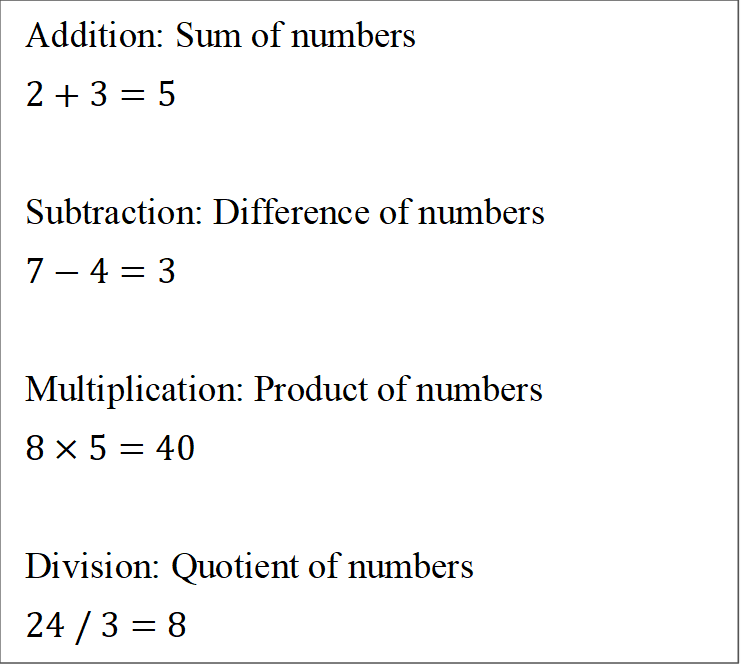 Addition: Sum of numbers
2 + 3 = 5
Subtraction: Difference of numbers
7 − 4 = 3
Multiplication: Product of numbers
8 × 5 = 40
Division: Quotient of numbers
24 / 3 = 8